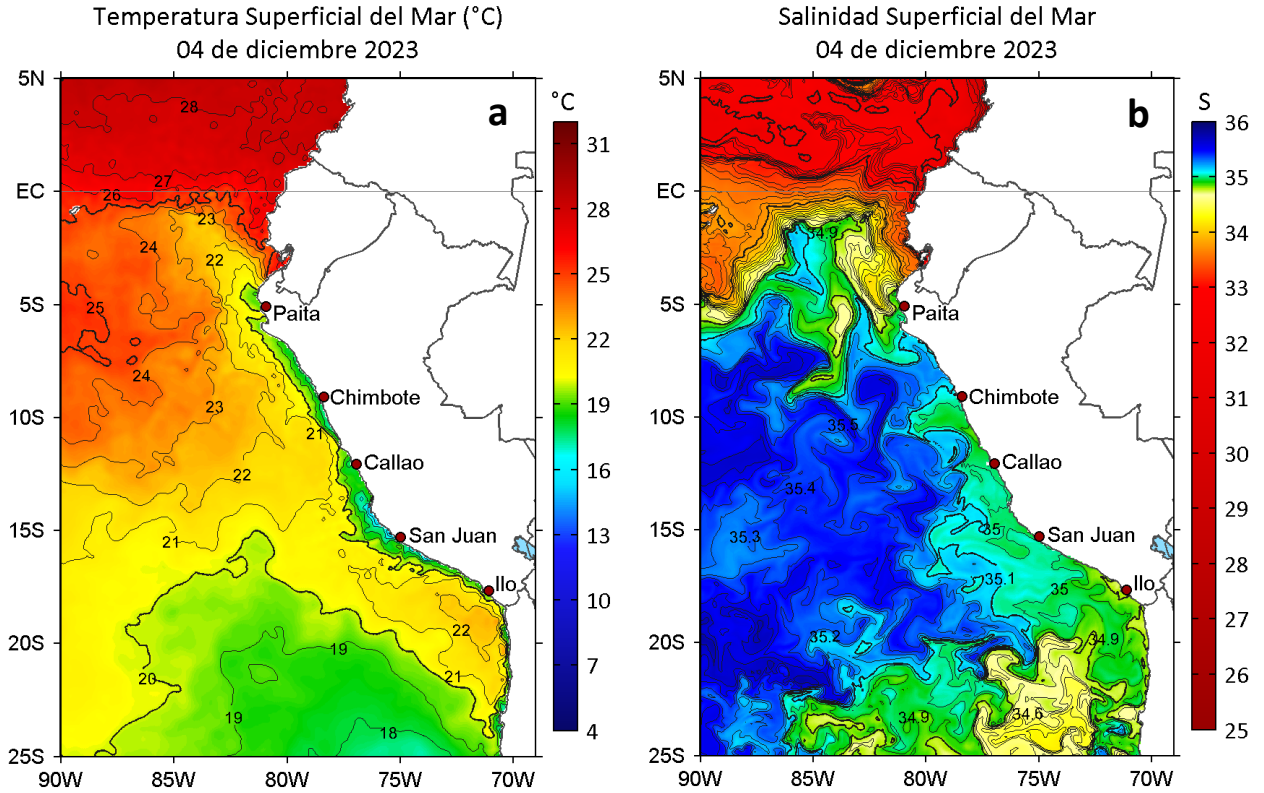 Temperatura Superficial del Mar (°C)
04 de diciembre 2023
5N
EC
5S
10S
15S
20S
25S
90W
85W
80W
75W
70W
a
28
27
26
23
24
22
25
24
23
21
22
21
22
21
20
19
19
18
Paita
Chimbote
Callao
San Juan
Ilo
°C
31
28
25
22
19
16
13
10
7
4
Salinidad Superficial del Mar
04 de diciembre 2023
5N
EC
5S
10S
15S
20S
25S
90W
85W
80W
75W
70W
b
34.9
35.5
35.4
35.3
35
35.1
35
35.2
34.9
34.9
34.6
Paita
Chimbote
Callao
San Juan
Ilo
S
36
35
34
33
32
31
30
29
28
27
26
25